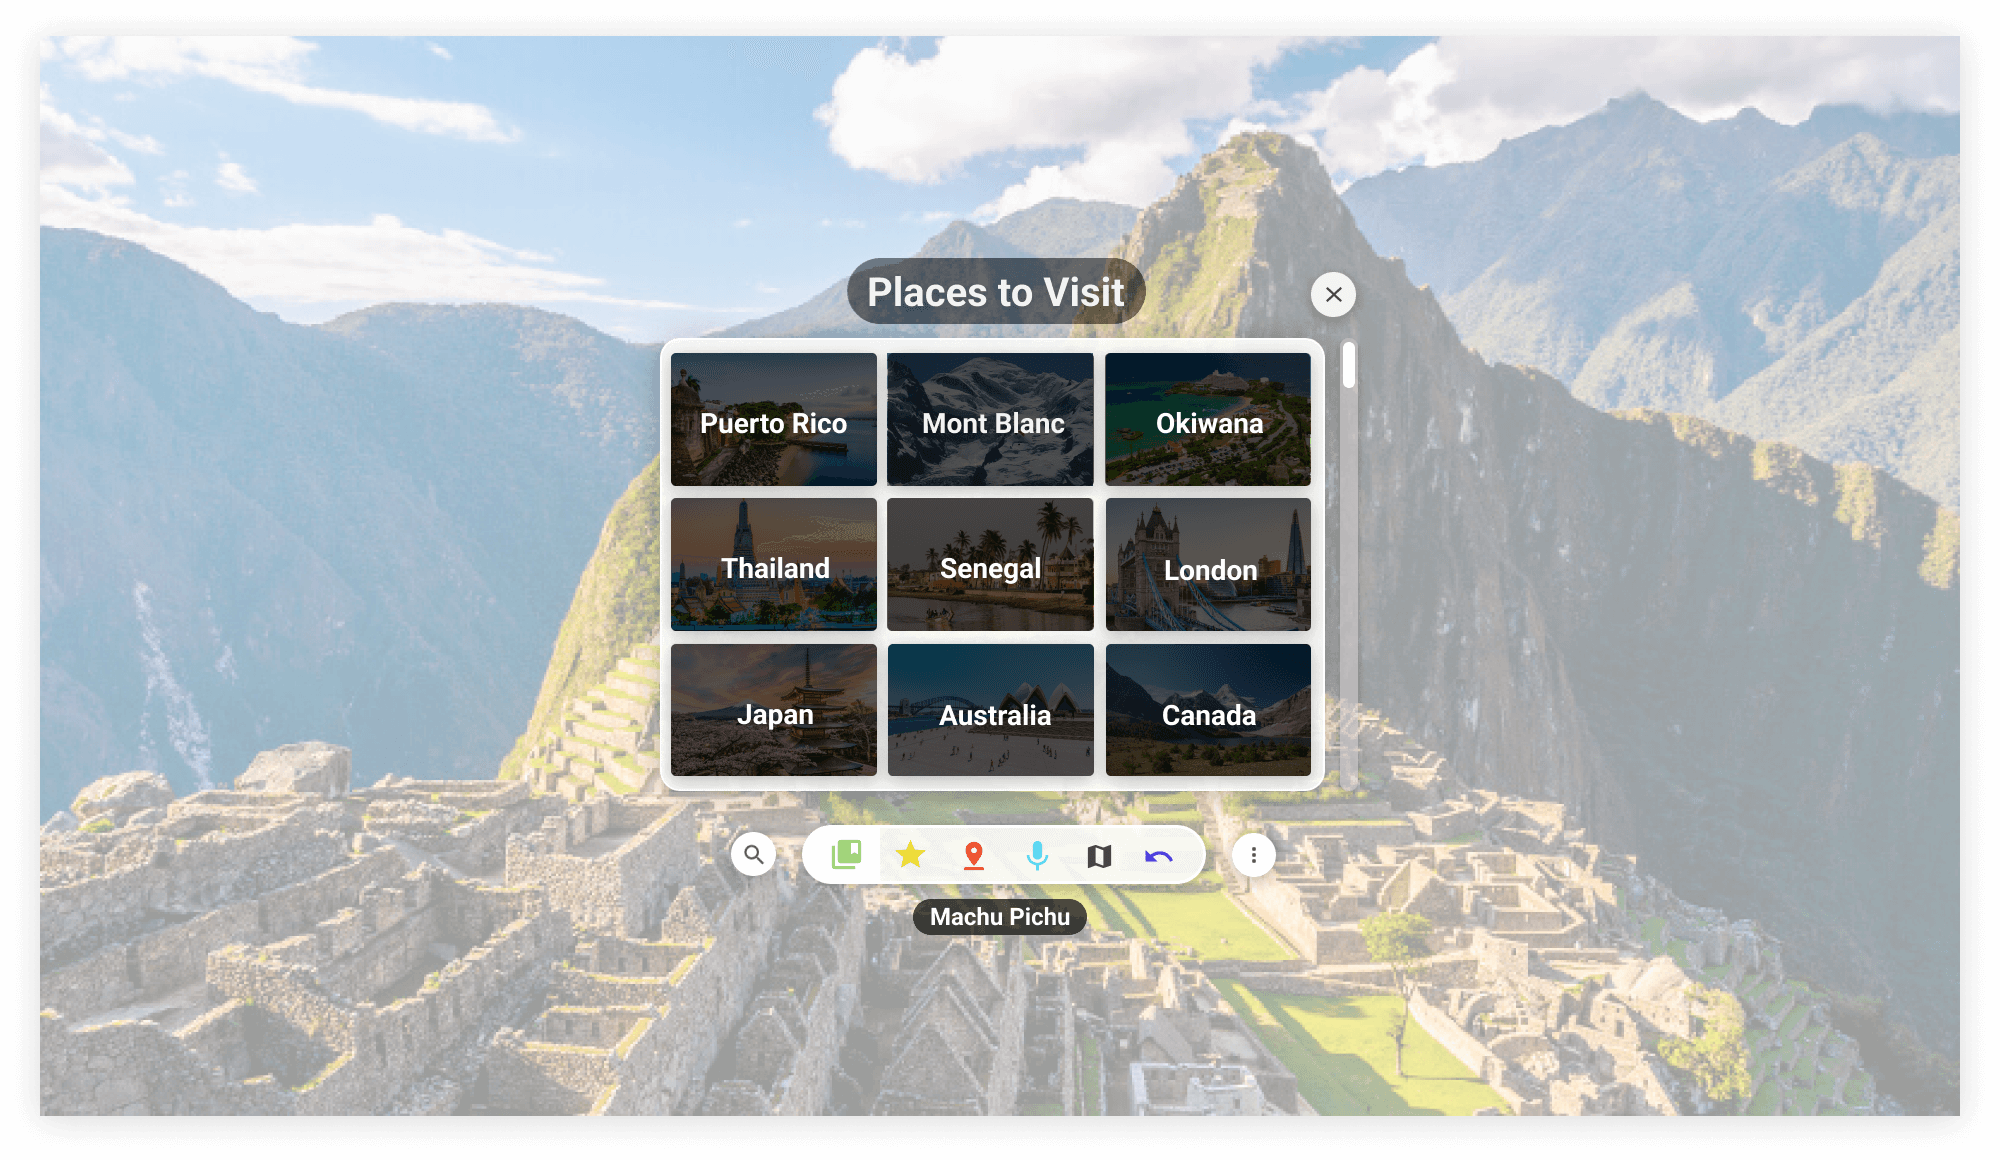 Places to Visit
Puerto Rico
Mont Blanc
Okiwana
Thailand
Senegal
London
Japan
Australia
Canada
Machu Pichu